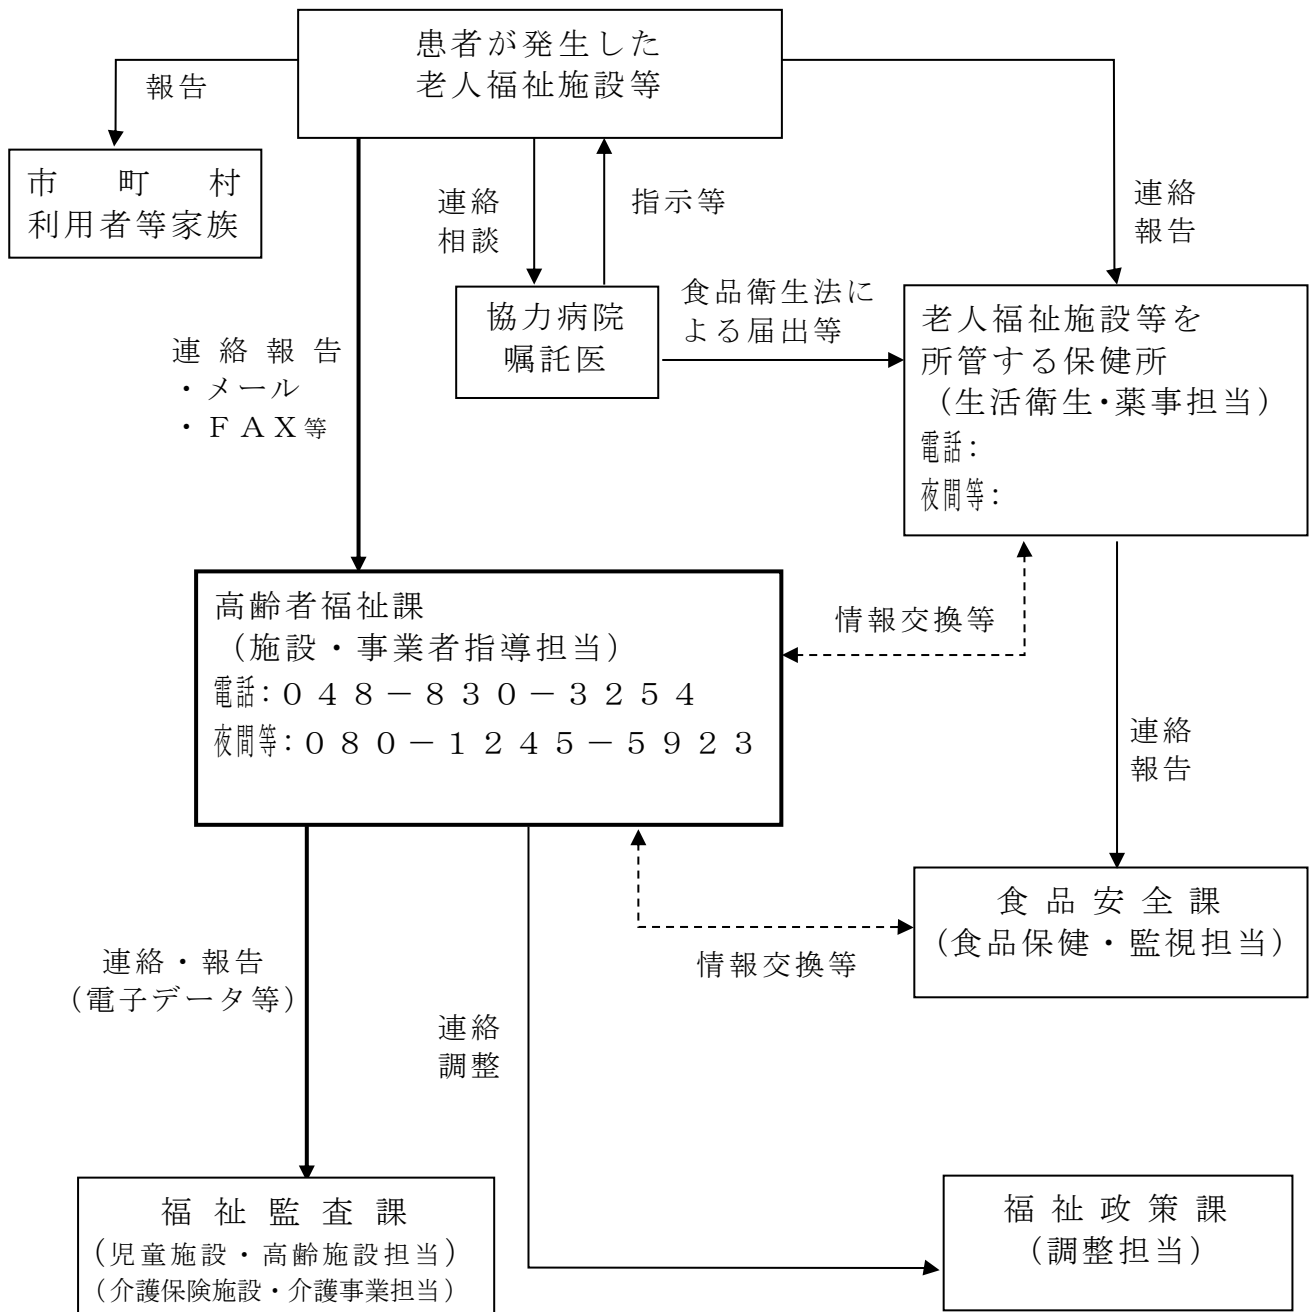 患者が発生した
老人福祉施設等
報告
市町村
利用者等家族
連絡
相談
指示等
連絡
報告
食品衛生法に
よる届出等
協力病院
嘱託医
老人福祉施設等を
所管する保健所
（生活衛生・薬事担当）
電話：
夜間等：
連絡報告
・メール
・ＦＡＸ等
高齢者福祉課
（施設・事業者指導担当）
電話：０４８－８３０－３２５４
夜間等：０８０－１２４５－５９２３
情報交換等
連絡
報告
食品安全課
（食品保健・監視担当）
情報交換等
連絡・報告
（電子データ等）
連絡
調整
福祉監査課
（児童施設・高齢施設担当）
（介護保険施設・介護事業担当）
福祉政策課
（調整担当）